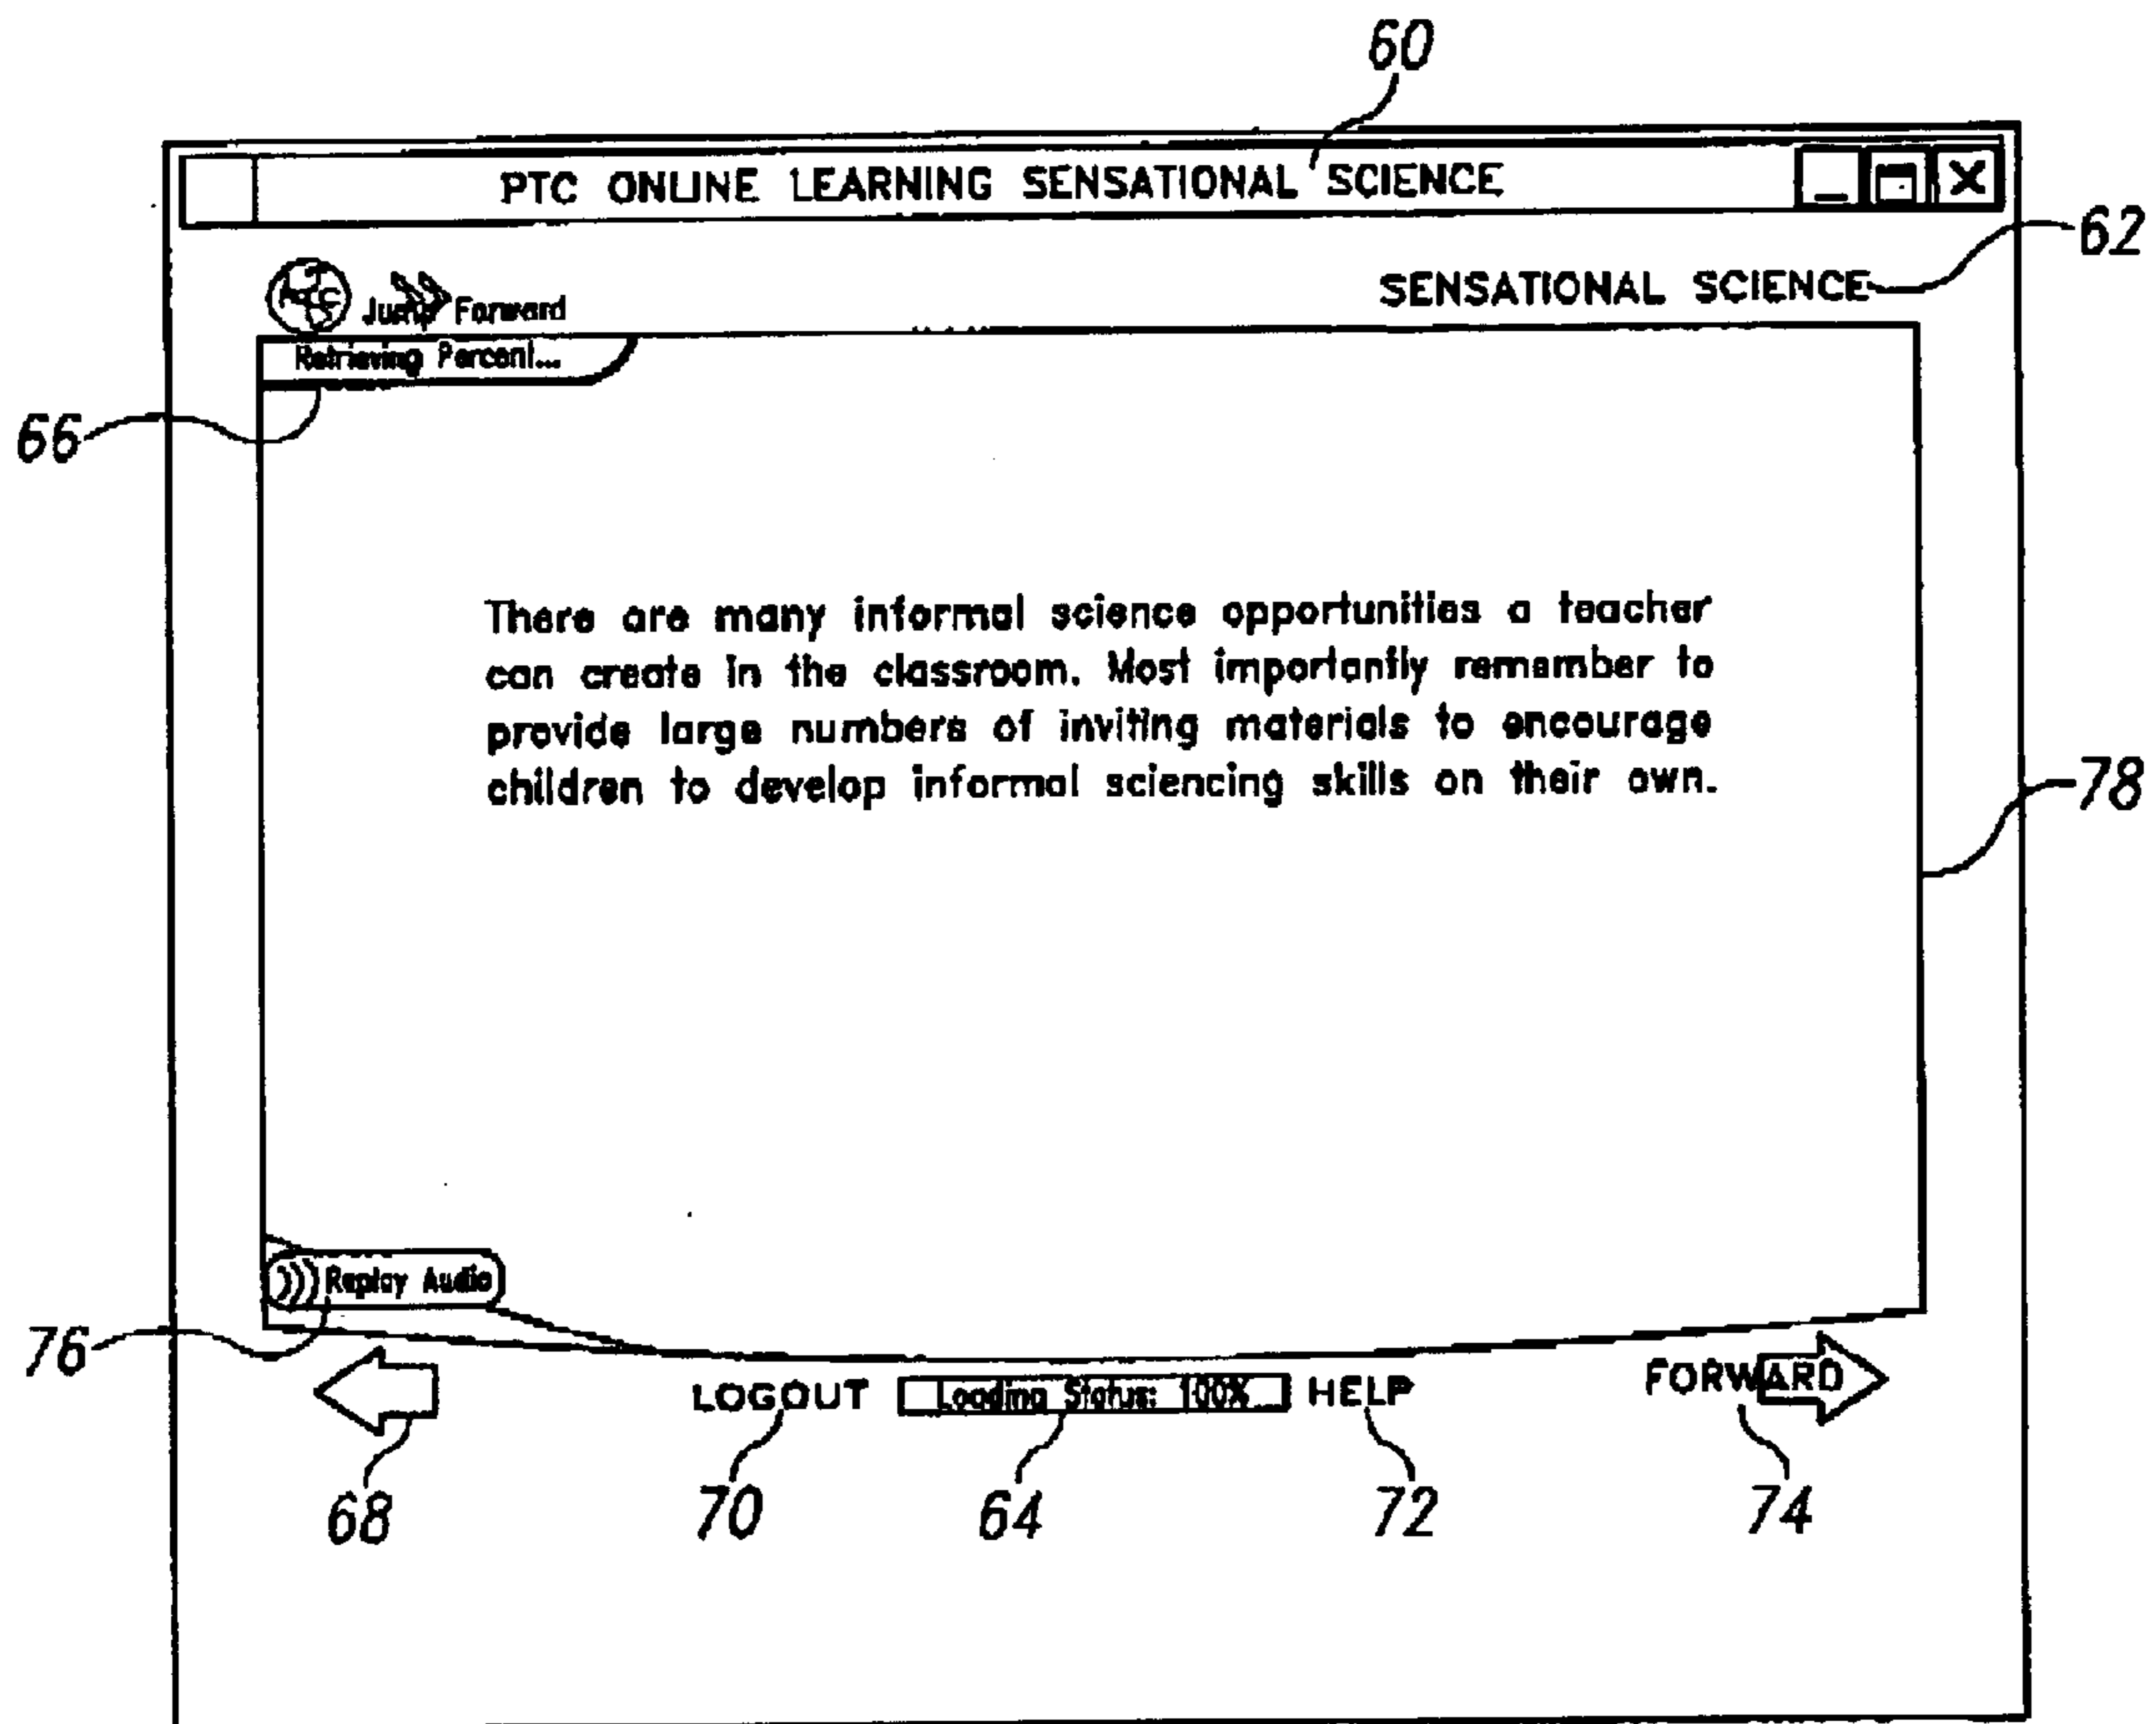 60
PTC ONLINE LEARNING SENSATIONAL SCIENCE
62
SENSATIONAL SCIENCE
Jump Forward
Retrieving Percent...
66
There are many informal science opportunities a teacher
can create in the classroom. Most importantly remember to
provide large numbers of inviting materials to encourage
children to develop informal sciencing skills on their own.
78
Replay Audio
76
LOGOUT
Loading Status: 100%
HELP
FORWARD
68
70
64
72
74